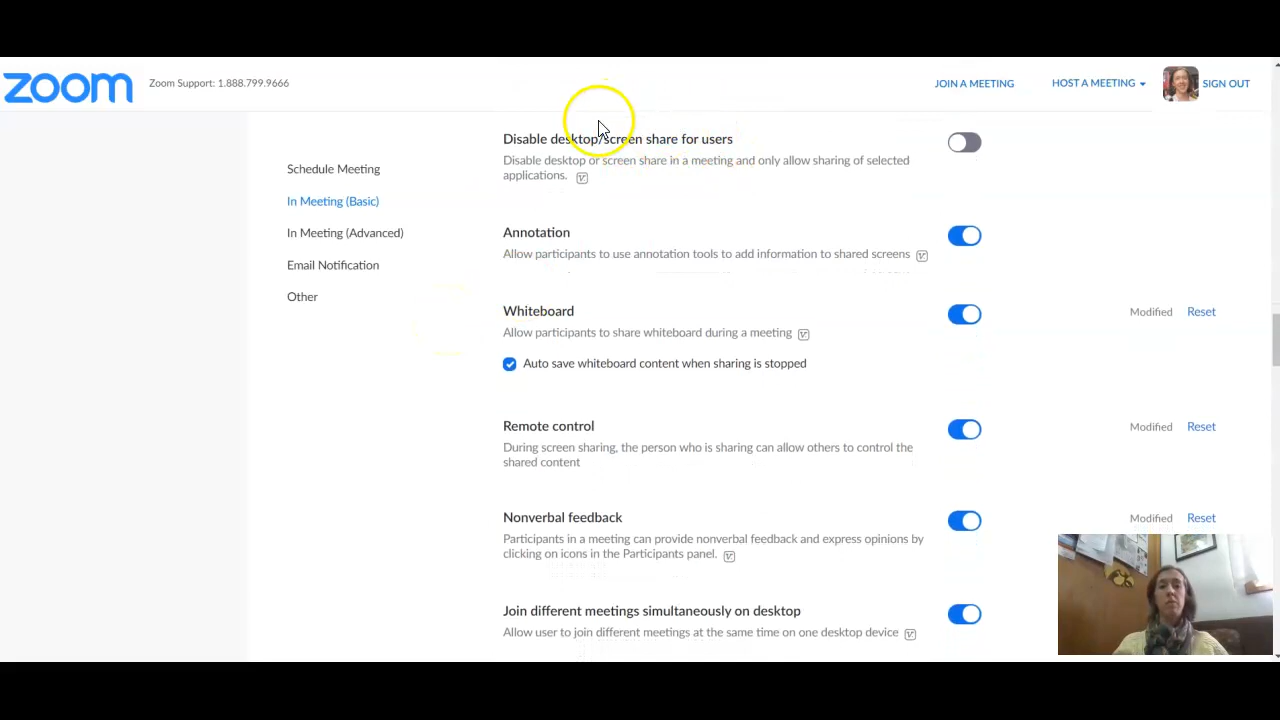 zoom
Zoom Support: 1.888.799.9666
JOIN A MEETING
HOST A MEETING
SIGN OUT
Schedule Meeting
In Meeting (Basic)
In Meeting (Advanced)
Email Notification
Other
Disable desktop/screen share for users
Disable desktop or screen share in a meeting and only allow sharing of selected
applications.
Annotation
Allow participants to use annotation tools to add information to shared screens
Whiteboard
Modified Reset
Allow participants to share whiteboard during a meeting
Auto save whiteboard content when sharing is stopped
Remote control
Modified Reset
During screen sharing, the person who is sharing can allow others to control the
shared content
Nonverbal feedback
Modified Reset
Participants in a meeting can provide nonverbal feedback and express opinions by
clicking on icons in the Participants panel.
Join different meetings simultaneously on desktop
Allow user to join different meetings at the same time on one desktop device